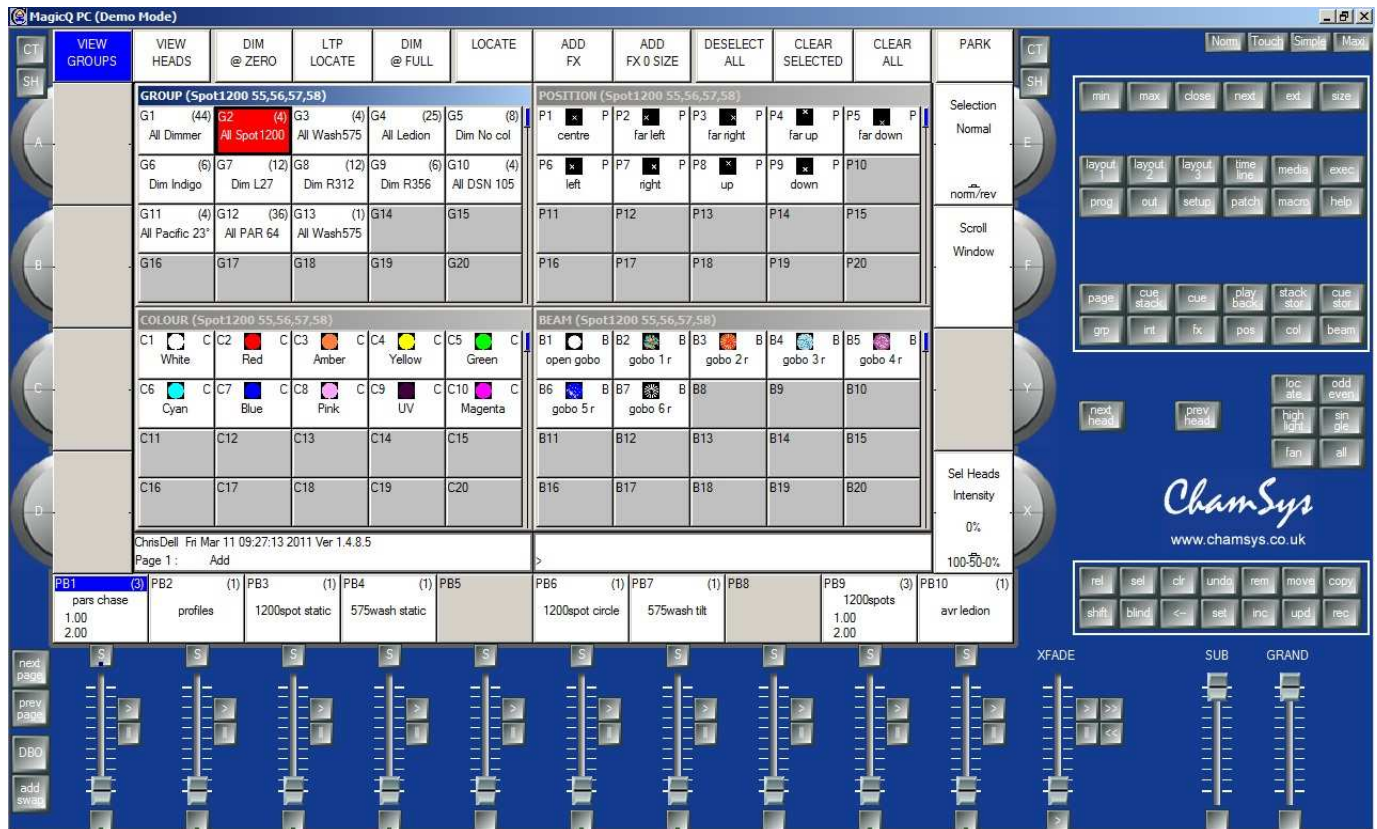 MagicQ PC (Demo Mode)
Norm Touch Simple Maxi
CT
SH
VIEW GROUPS
VIEW HEADS
DIM @ ZERO
LTP LOCATE
DIM @ FULL
LOCATE
ADD FX
ADD FX 0 SIZE
DESELECT ALL
CLEAR SELECTED
CLEAR ALL
PARK
CT
SH
A
B
C
D
GROUP (Spot1200 55,56,57,58)
G1 (44) G2 (4) G3 (4) G4 (25) G5 (8)
All Dimmer All Spot1200 All Wash575 All Ledion Dim No col
G6 (6) G7 (12) G8 (12) G9 (6) G10 (4)
Dim Indigo Dim L27 Dim R312 Dim R356 All DSN 105
G11 (4) G12 (36) G13 (1) G14 G15
All Pacific 23° All PAR 64 All Wash575
G16 G17 G18 G19 G20
POSITION (Spot1200 55,56,57,58)
P1 P P2 P P3 P P4 P P5 P
centre far left far right far up far down
P6 P P7 P P8 P P9 P P10
left right up down
P11 P12 P13 P14 P15
P16 P17 P18 P19 P20
COLOUR (Spot1200 55,56,57,58)
C1 C C2 C C3 C C4 C C5 C
White Red Amber Yellow Green
C6 C C7 C C8 C C9 C C10 C
Cyan Blue Pink UV Magenta
C11 C12 C13 C14 C15
C16 C17 C18 C19 C20
BEAM (Spot1200 55,56,57,58)
B1 B B2 B B3 B B4 B B5 B
open gobo gobo 1 r gobo 2 r gobo 3 r gobo 4 r
B6 B B7 B B8 B9 B10
gobo 5 r gobo 6 r
B11 B12 B13 B14 B15
B16 B17 B18 B19 B20
Selection
Normal
norm/rev
Scroll
Window
Sel Heads
Intensity
0%
100-50-0%
E
F
Y
X
ChrisDell Fri Mar 11 09:27:13 2011 Ver 1.4.8.5
Page 1 : Add
>
PB1 (3) PB2 (1) PB3 (1) PB4 (1) PB5 PB6 (1) PB7 (1) PB8 PB9 (3) PB10 (1)
pars chase profiles 1200spot static 575wash static 1200spot circle 575wash tilt 1200spots avr ledion
1.00 1.00
2.00 2.00
min max close next ext size
layout 1 layout 2 layout 3 time line media exec
prog out setup patch macro help
page cue stack cue play back stack stor cue stor
grp int fx pos col beam
loc ate odd even
next head prev head high light sin gle
fan all
ChamSys
www.chamsys.co.uk
rel sel clr undo rem move copy
shift blind <-- set inc upd rec
next page
prev page
DBO
add swap
S S S S S S S S S S
XFADE SUB GRAND
> > > > > > > > > > > >>
|| || || || || || || || || || || <<
>